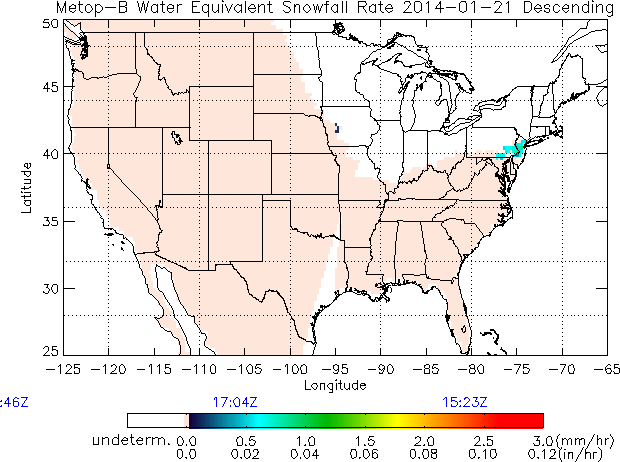 Metop-B Water Equivalent Snowfall Rate 2014-01-21 Descending
50
45
40
35
30
25
Latitude
-125 -120 -115 -110 -105 -100 -95 -90 -85 -80 -75 -70 -65
Longitude
:46Z 17:04Z 15:23Z
undeterm. 0.0 0.5 1.0 1.5 2.0 2.5 3.0 (mm/hr)
0.0 0.02 0.04 0.06 0.08 0.10 0.12 (in/hr)